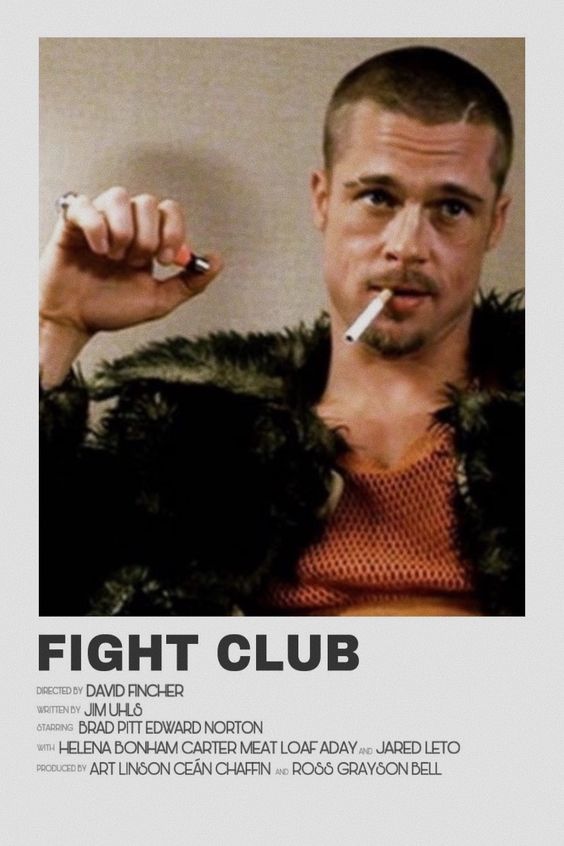 FIGHT CLUB
DIRECTED BY DAVID FINCHER
WRITTEN BY JIM UHLS
STARRING BRAD PITT EDWARD NORTON
WITH HELENA BONHAM CARTER MEAT LOAF ADAY AND JARED LETO
PRODUCED BY ART LINSON CEÁN CHAFFIN AND ROSS GRAYSON BELL